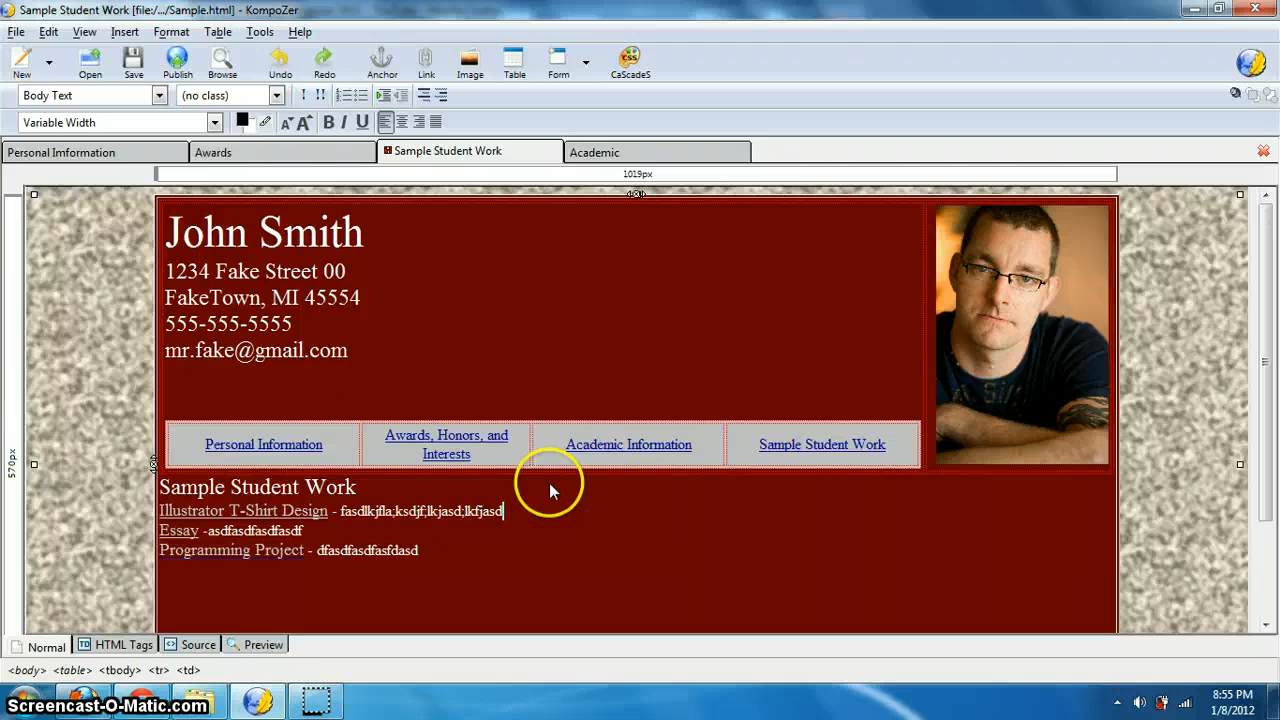 Sample Student Work [file:/.../Sample.html] - KompoZer
File Edit View Insert Format Table Tools Help
New Open Save Publish Browse Undo Redo Anchor Link Image Table Form CaScadeS
Body Text (no class)
Variable Width
Personal Imformation Awards Sample Student Work Academic
1019px
570px
John Smith
1234 Fake Street 00
FakeTown, MI 45554
555-555-5555
mr.fake@gmail.com
Personal Information
Awards, Honors, and
Interests
Academic Information
Sample Student Work
Sample Student Work
Illustrator T-Shirt Design - fasdlkjfla;ksdjf;lkjasd;lkfjasd
Essay -asdfasdfasdfasdf
Programming Project - dfasdfasdfasfdasd
Normal HTML Tags Source Preview
<body> <table> <tbody> <tr> <td>
Screencast-O-Matic.com
8:55 PM
1/8/2012